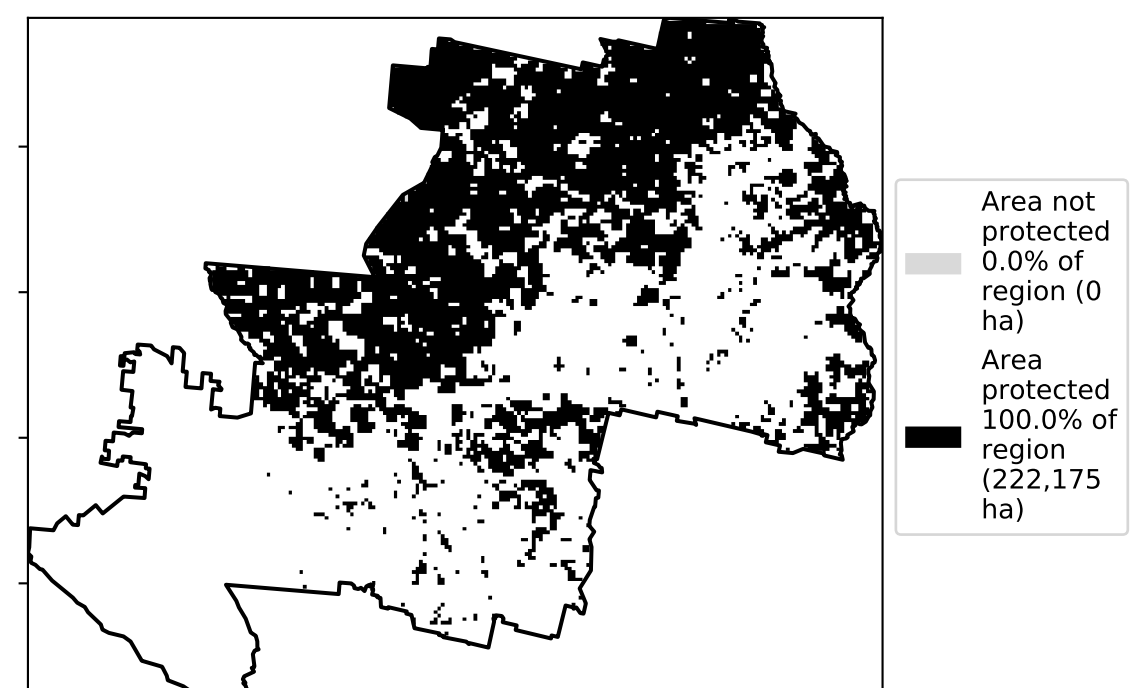 Area not
protected
0.0% of
region (0
ha)
Area
protected
100.0% of
region
(222,175
ha)